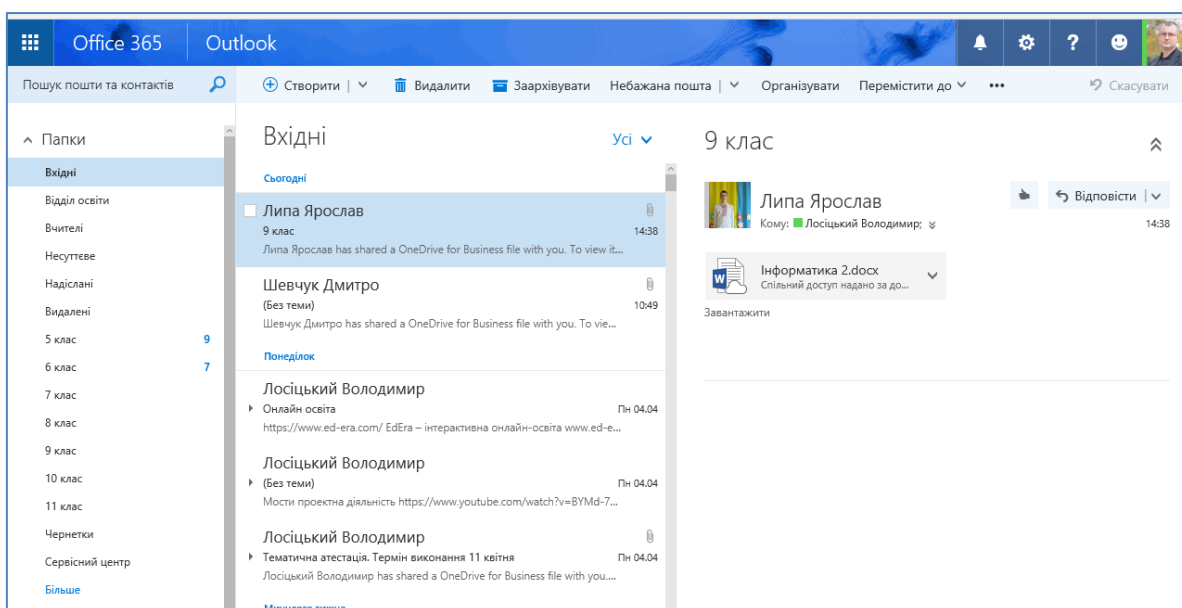 Office 365 Outlook ?
Пошук пошти та контактів
Створити | Видалити Заархівувати Небажана пошта | Організувати Перемістити до ••• Скасувати
Папки
Вхідні
Відділ освіти
Вчителі
Несуттєве
Надіслані
Видалені
5 клас 9
6 клас 7
7 клас
8 клас
9 клас
10 клас
11 клас
Чернетки
Сервісний центр
Більше
Вхідні Усі
Сьогодні
Липа Ярослав
9 клас 14:38
Липа Ярослав has shared a OneDrive for Business file with you. To view it...
Шевчук Дмитро
(Без теми) 10:49
Шевчук Дмитро has shared a OneDrive for Business file with you. To vie...
Понеділок
Лосіцький Володимир
Онлайн освіта Пн 04.04
https://www.ed-era.com/ EdEra – інтерактивна онлайн-освіта www.ed-e...
Лосіцький Володимир
(Без теми) Пн 04.04
Мости проектна діяльність https://www.youtube.com/watch?v=BYMd-7...
Лосіцький Володимир
Тематична атестація. Термін виконання 11 квітня Пн 04.04
Лосіцький Володимир has shared a OneDrive for Business file with you....
Минулого тижня
9 клас
Липа Ярослав
Відповісти |
Кому: Лосіцький Володимир; 14:38
W Інформатика 2.docx
Спільний доступ надано за до...
Завантажити